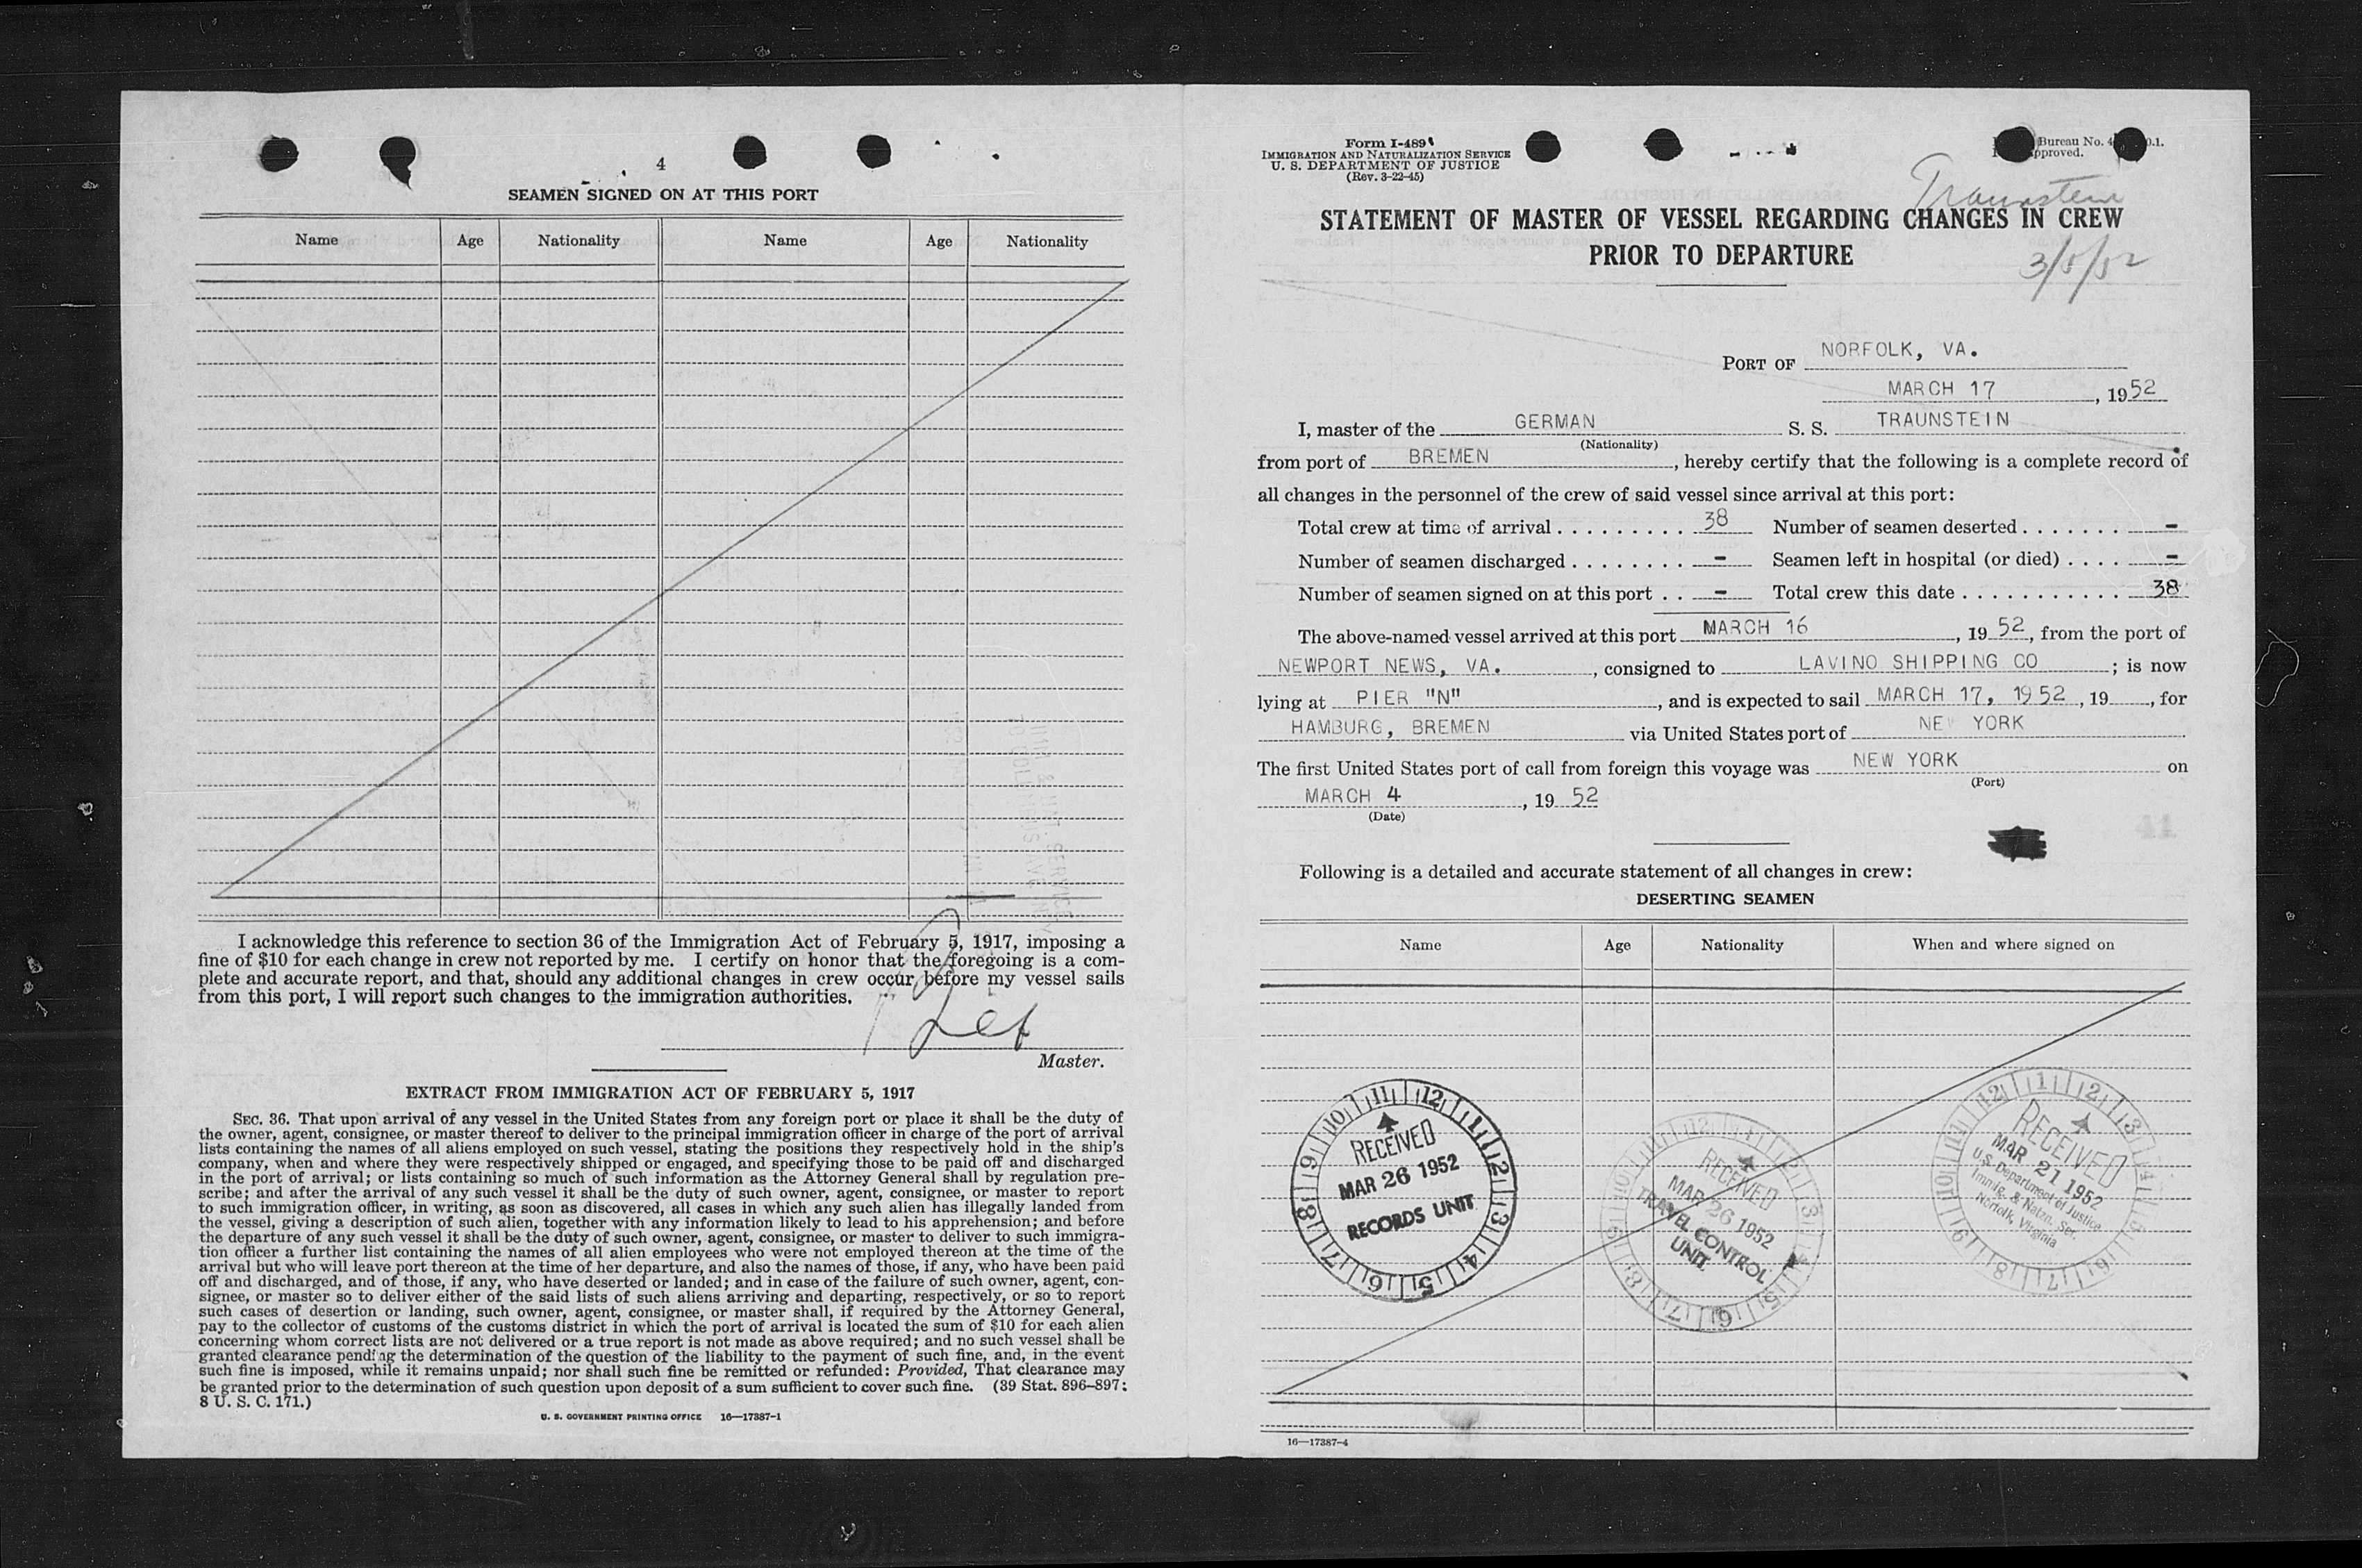 4
SEAMEN SIGNED ON AT THIS PORT
Name Age Nationality Name Age Nationality
I acknowledge this reference to section 36 of the Immigration Act of February 5, 1917, imposing a
fine of $10 for each change in crew not reported by me. I certify on honor that the foregoing is a com-
plete and accurate report, and that, should any additional changes in crew occur before my vessel sails
from this port, I will report such changes to the immigration authorities.
Master.
EXTRACT FROM IMMIGRATION ACT OF FEBRUARY 5, 1917
SEC. 36. That upon arrival of any vessel in the United States from any foreign port or place it shall be the duty of
the owner, agent, consignee, or master thereof to deliver to the principal immigration officer in charge of the port of arrival
lists containing the names of all aliens employed on such vessel, stating the positions they respectively hold in the ship's
company, when and where they were respectively shipped or engaged, and specifying those to be paid off and discharged
in the port of arrival; or lists containing so much of such information as the Attorney General shall by regulation pre-
scribe; and after the arrival of any such vessel it shall be the duty of such owner, agent, consignee, or master to report
to such immigration officer, in writing, as soon as discovered, all cases in which any such alien has illegally landed from
the vessel, giving a description of such alien, together with any information likely to lead to his apprehension; and before
the departure of any such vessel it shall be the duty of such owner, agent, consignee, or master to deliver to such immigra-
tion officer a further list containing the names of all alien employees who were not employed thereon at the time of the
arrival but who will leave port thereon at the time of her departure, and also the names of those, if any, who have been paid
off and discharged, and of those, if any, who have deserted or landed; and in case of the failure of such owner, agent, con-
signee, or master so to deliver either of the said lists of such aliens arriving and departing, respectively, or so to report
such cases of desertion or landing, such owner, agent, consignee, or master shall, if required by the Attorney General,
pay to the collector of customs of the customs district in which the port of arrival is located the sum of $10 for each alien
concerning whom correct lists are not delivered or a true report is not made as above required; and no such vessel shall be
granted clearance pending the determination of the question of the liability to the payment of such fine, and, in the event
such fine is imposed, while it remains unpaid; nor shall such fine be remitted or refunded: Provided, That clearance may
be granted prior to the determination of such question upon deposit of a sum sufficient to cover such fine. (39 Stat. 896–897;
8 U. S. C. 171.)
U. S. GOVERNMENT PRINTING OFFICE 16—17387-1
Form I-489
IMMIGRATION AND NATURALIZATION SERVICE
U. S. DEPARTMENT OF JUSTICE
(Rev. 3-22-45)
Bureau No.
Traunstein
STATEMENT OF MASTER OF VESSEL REGARDING CHANGES IN CREW
PRIOR TO DEPARTURE
3/5/52
PORT OF NORFOLK, VA.
MARCH 17, 1952
I, master of the GERMAN S. S. TRAUNSTEIN
(Nationality)
from port of BREMEN, hereby certify that the following is a complete record of
all changes in the personnel of the crew of said vessel since arrival at this port:
Total crew at time of arrival . . . . . . . . . 38 Number of seamen deserted . . . . . . . -
Number of seamen discharged . . . . . . . . - Seamen left in hospital (or died) . . . . -
Number of seamen signed on at this port . . - Total crew this date . . . . . . . . . . . 38
The above-named vessel arrived at this port MARCH 16, 19 52, from the port of
NEWPORT NEWS, VA., consigned to LAVINO SHIPPING CO; is now
lying at PIER "N", and is expected to sail MARCH 17, 1952, 19, for
HAMBURG, BREMEN via United States port of NEW YORK
The first United States port of call from foreign this voyage was NEW YORK on
(Port)
MARCH 4, 19 52
(Date)
Following is a detailed and accurate statement of all changes in crew:
DESERTING SEAMEN
Name Age Nationality When and where signed on
RECEIVED
MAR 26 1952
RECORDS UNIT
RECEIVED
MAR 26 1952
TRAVEL CONTROL
UNIT
RECEIVED
MAR 21 1952
U.S. Department of Justice
Immig. & Natzn. Ser.
Norfolk, Virginia
16—17387-4